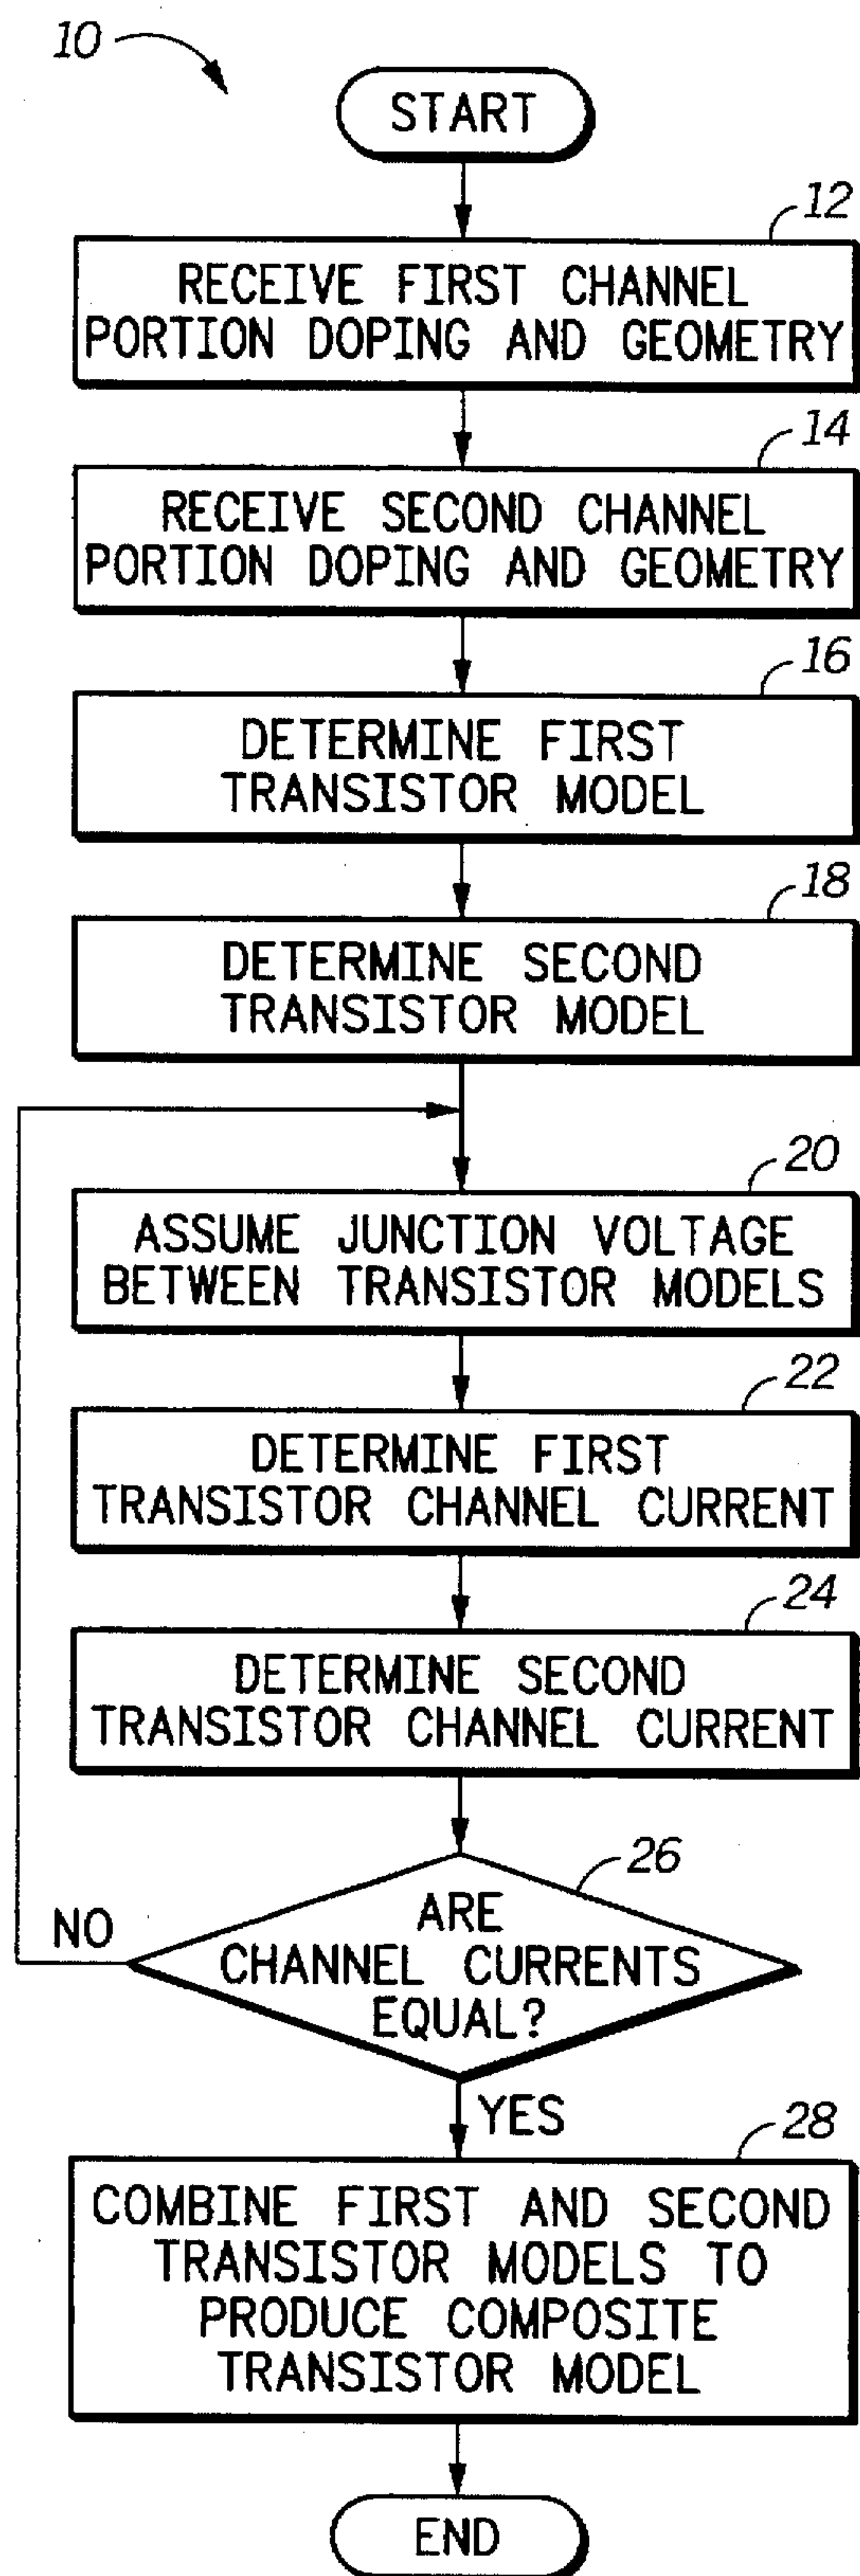 10
START
12
RECEIVE FIRST CHANNEL
PORTION DOPING AND GEOMETRY
14
RECEIVE SECOND CHANNEL
PORTION DOPING AND GEOMETRY
16
DETERMINE FIRST
TRANSISTOR MODEL
18
DETERMINE SECOND
TRANSISTOR MODEL
20
ASSUME JUNCTION VOLTAGE
BETWEEN TRANSISTOR MODELS
22
DETERMINE FIRST
TRANSISTOR CHANNEL CURRENT
24
DETERMINE SECOND
TRANSISTOR CHANNEL CURRENT
26
ARE
CHANNEL CURRENTS
EQUAL?
NO
YES
28
COMBINE FIRST AND SECOND
TRANSISTOR MODELS TO
PRODUCE COMPOSITE
TRANSISTOR MODEL
END